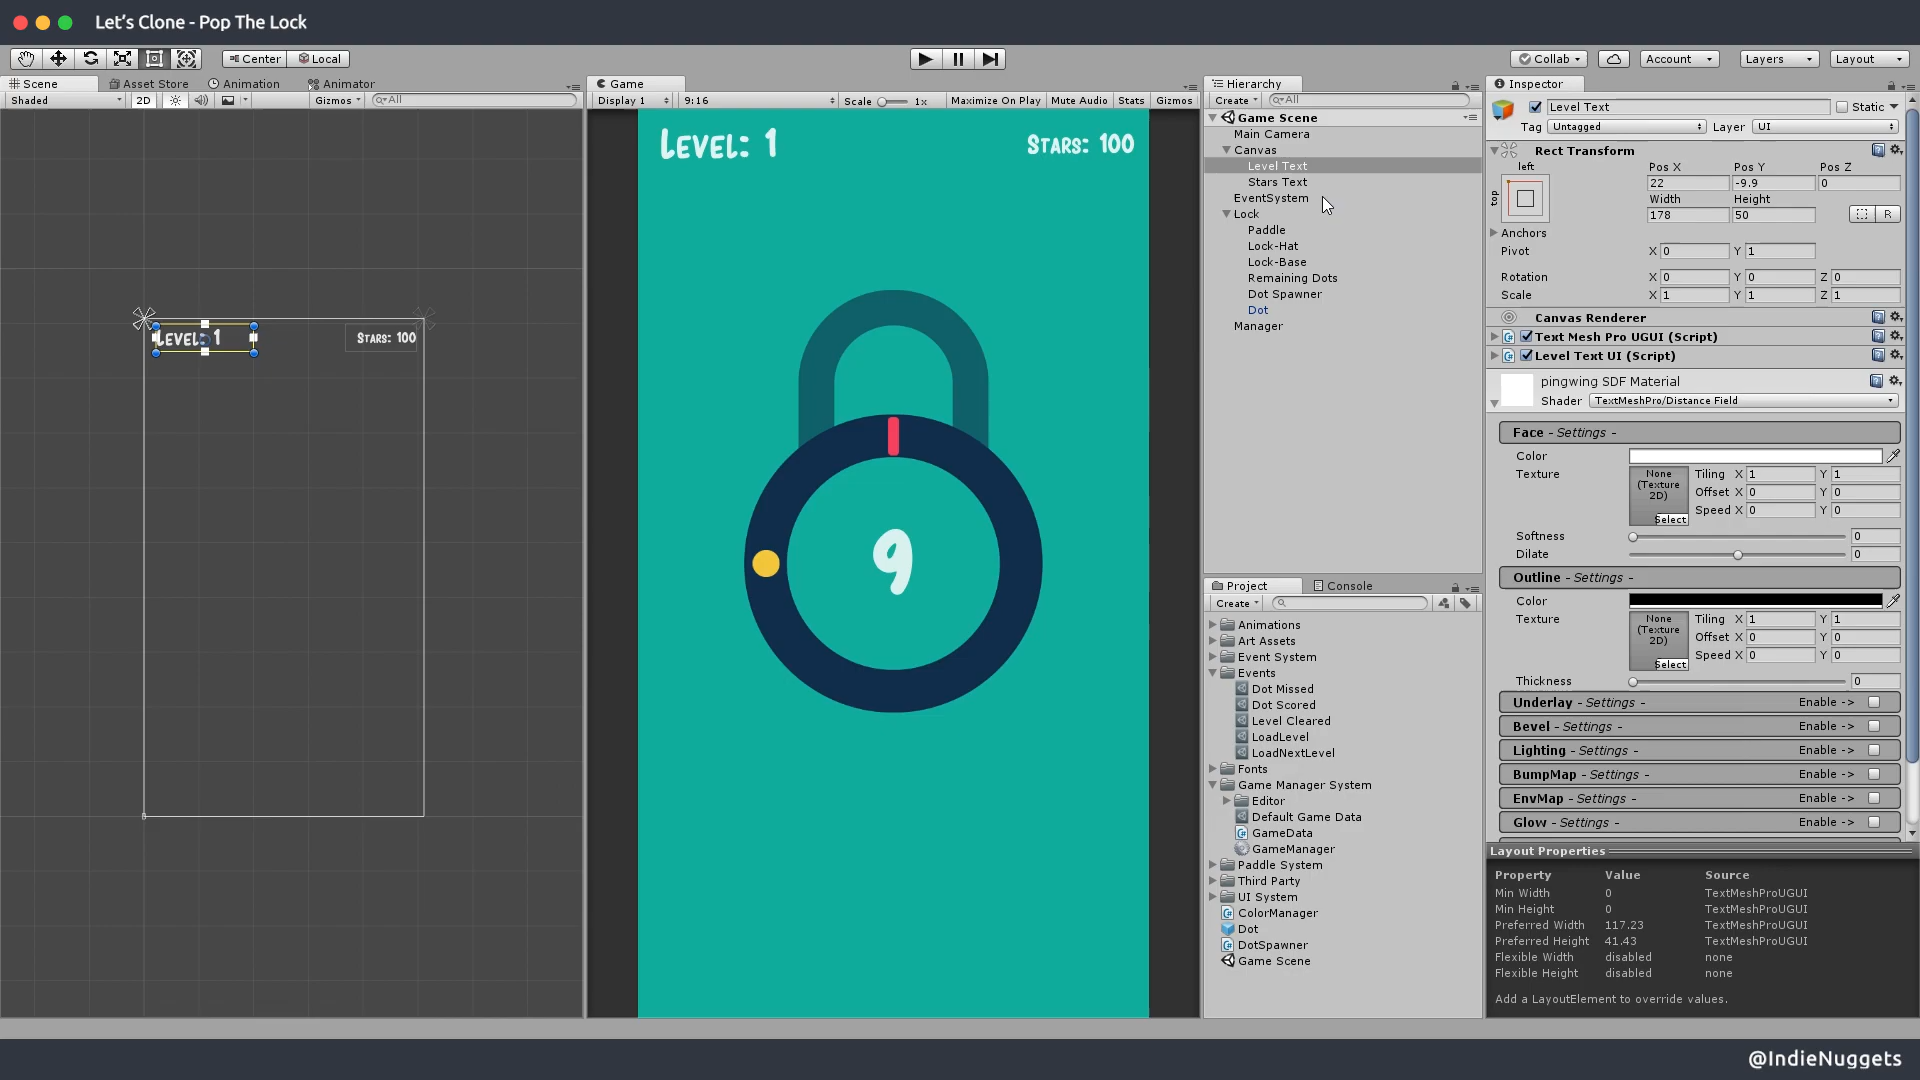 Let's Clone - Pop The Lock
Center Local
Collab Account Layers Layout
Scene Asset Store Animation Animator
Shaded 2D Gizmos All
Game
Display 1 9:16 Scale 1x Maximize On Play Mute Audio Stats Gizmos
Level: 1 Stars: 100
Level: 1 Stars: 100
9
Hierarchy
Create All
Game Scene
Main Camera
Canvas
Level Text
Stars Text
EventSystem
Lock
Paddle
Lock-Hat
Lock-Base
Remaining Dots
Dot Spawner
Dot
Manager
Project Console
Create
Animations
Art Assets
Event System
Events
Dot Missed
Dot Scored
Level Cleared
LoadLevel
LoadNextLevel
Fonts
Game Manager System
Editor
Default Game Data
GameData
GameManager
Paddle System
Third Party
UI System
ColorManager
Dot
DotSpawner
Game Scene
Inspector
Level Text Static
Tag Untagged Layer UI
Rect Transform
left Pos X Pos Y Pos Z
top 22 -9.9 0
Width Height
178 50 R
Anchors
Pivot X 0 Y 1
Rotation X 0 Y 0 Z 0
Scale X 1 Y 1 Z 1
Canvas Renderer
Text Mesh Pro UGUI (Script)
Level Text UI (Script)
pingwing SDF Material
Shader TextMeshPro/Distance Field
Face - Settings -
Color
Texture None (Texture 2D) Select Tiling X 1 Y 1
Offset X 0 Y 0
Speed X 0 Y 0
Softness 0
Dilate 0
Outline - Settings -
Color
Texture None (Texture 2D) Select Tiling X 1 Y 1
Offset X 0 Y 0
Speed X 0 Y 0
Thickness 0
Underlay - Settings - Enable ->
Bevel - Settings - Enable ->
Lighting - Settings - Enable ->
BumpMap - Settings - Enable ->
EnvMap - Settings - Enable ->
Glow - Settings - Enable ->
Layout Properties
Property Value Source
Min Width 0 TextMeshProUGUI
Min Height 0 TextMeshProUGUI
Preferred Width 117.23 TextMeshProUGUI
Preferred Height 41.43 TextMeshProUGUI
Flexible Width disabled none
Flexible Height disabled none
Add a LayoutElement to override values.
@IndieNuggets